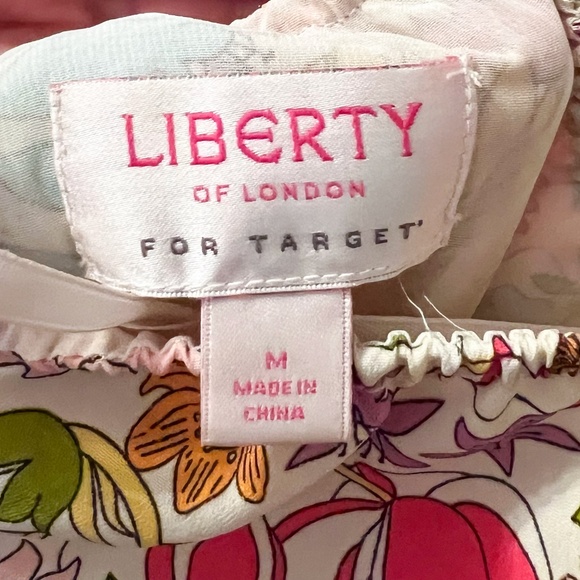 LIBERTY
OF LONDON
FOR TARGET
M
MADE IN
CHINA